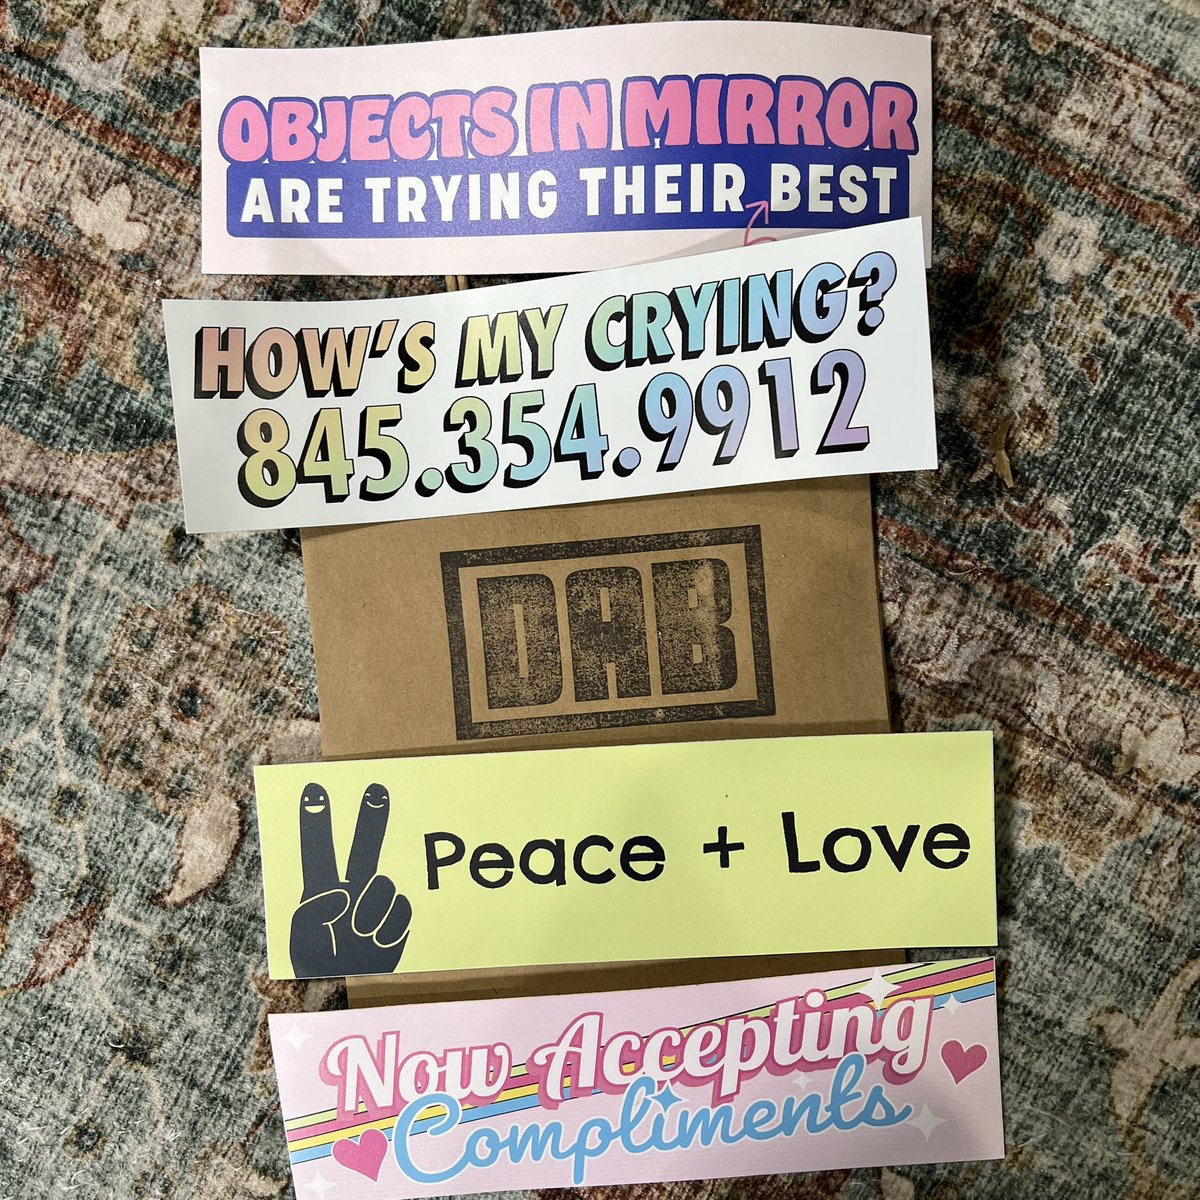 OBJECTS IN MIRROR
ARE TRYING THEIR BEST
HOW'S MY CRYING?
845.354.9912
DAB
Peace + Love
Now Accepting
Compliments